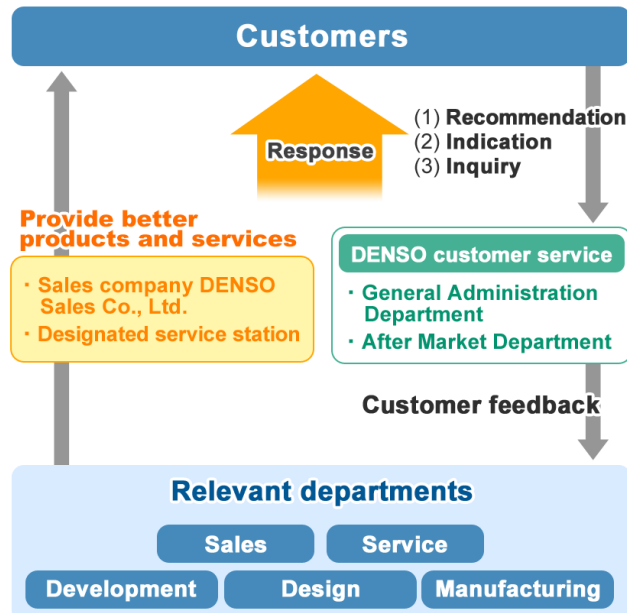 Customers
Response
(1) Recommendation
(2) Indication
(3) Inquiry
Provide better
products and services
・Sales company DENSO
Sales Co., Ltd.
・Designated service station
DENSO customer service
・General Administration
Department
・After Market Department
Customer feedback
Relevant departments
Sales
Service
Development
Design
Manufacturing